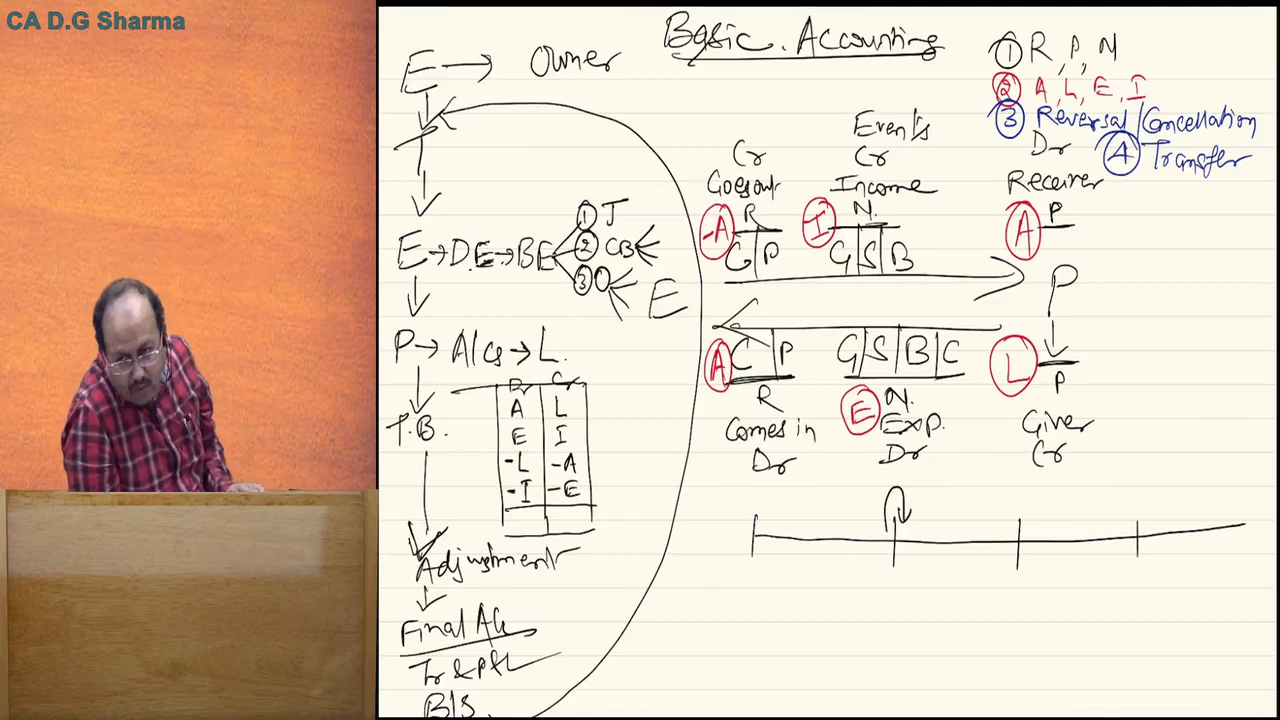 CA D.G Sharma
Basic Accounting
E → Owner
T
E → D.E → BE
① J
② CB
③ O
E
P → A/cs → L.
Dr Cr
A L
E I
-L -A
-I -E
T.B.
Adjustment
Final A/cs
Tr & P&L
B/S.
① R, P, N
② A, L, E, I
③ Reversal/Cancellation
④ Transfer
Events
Cr Cr Dr
Goesout Income Receiver
-A R I N. A P
G P G S B
P
A C P G S B C L
R E N. P
Comes in Exp. Giver
Dr Dr Cr